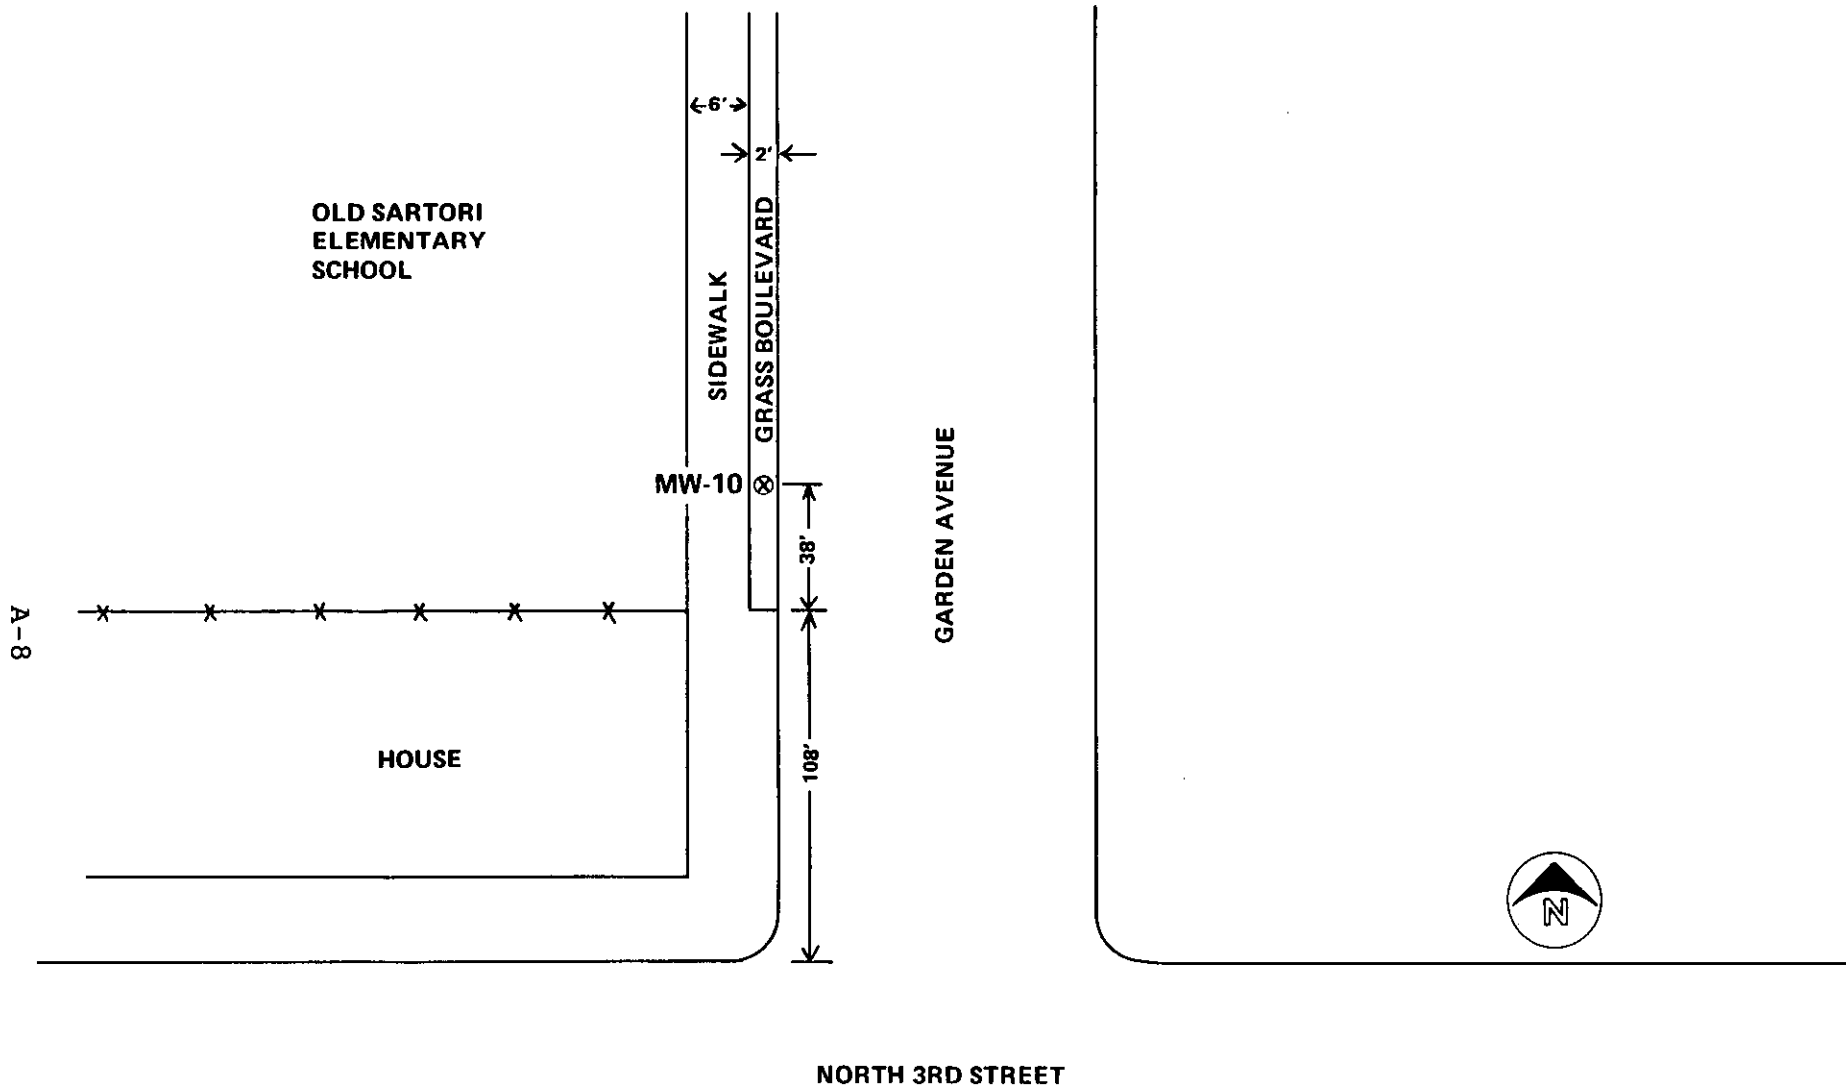 6'
2'
OLD SARTORI
ELEMENTARY
SCHOOL
SIDEWALK
GRASS BOULEVARD
MW-10
38'
GARDEN AVENUE
A-8
HOUSE
108'
N
NORTH 3RD STREET